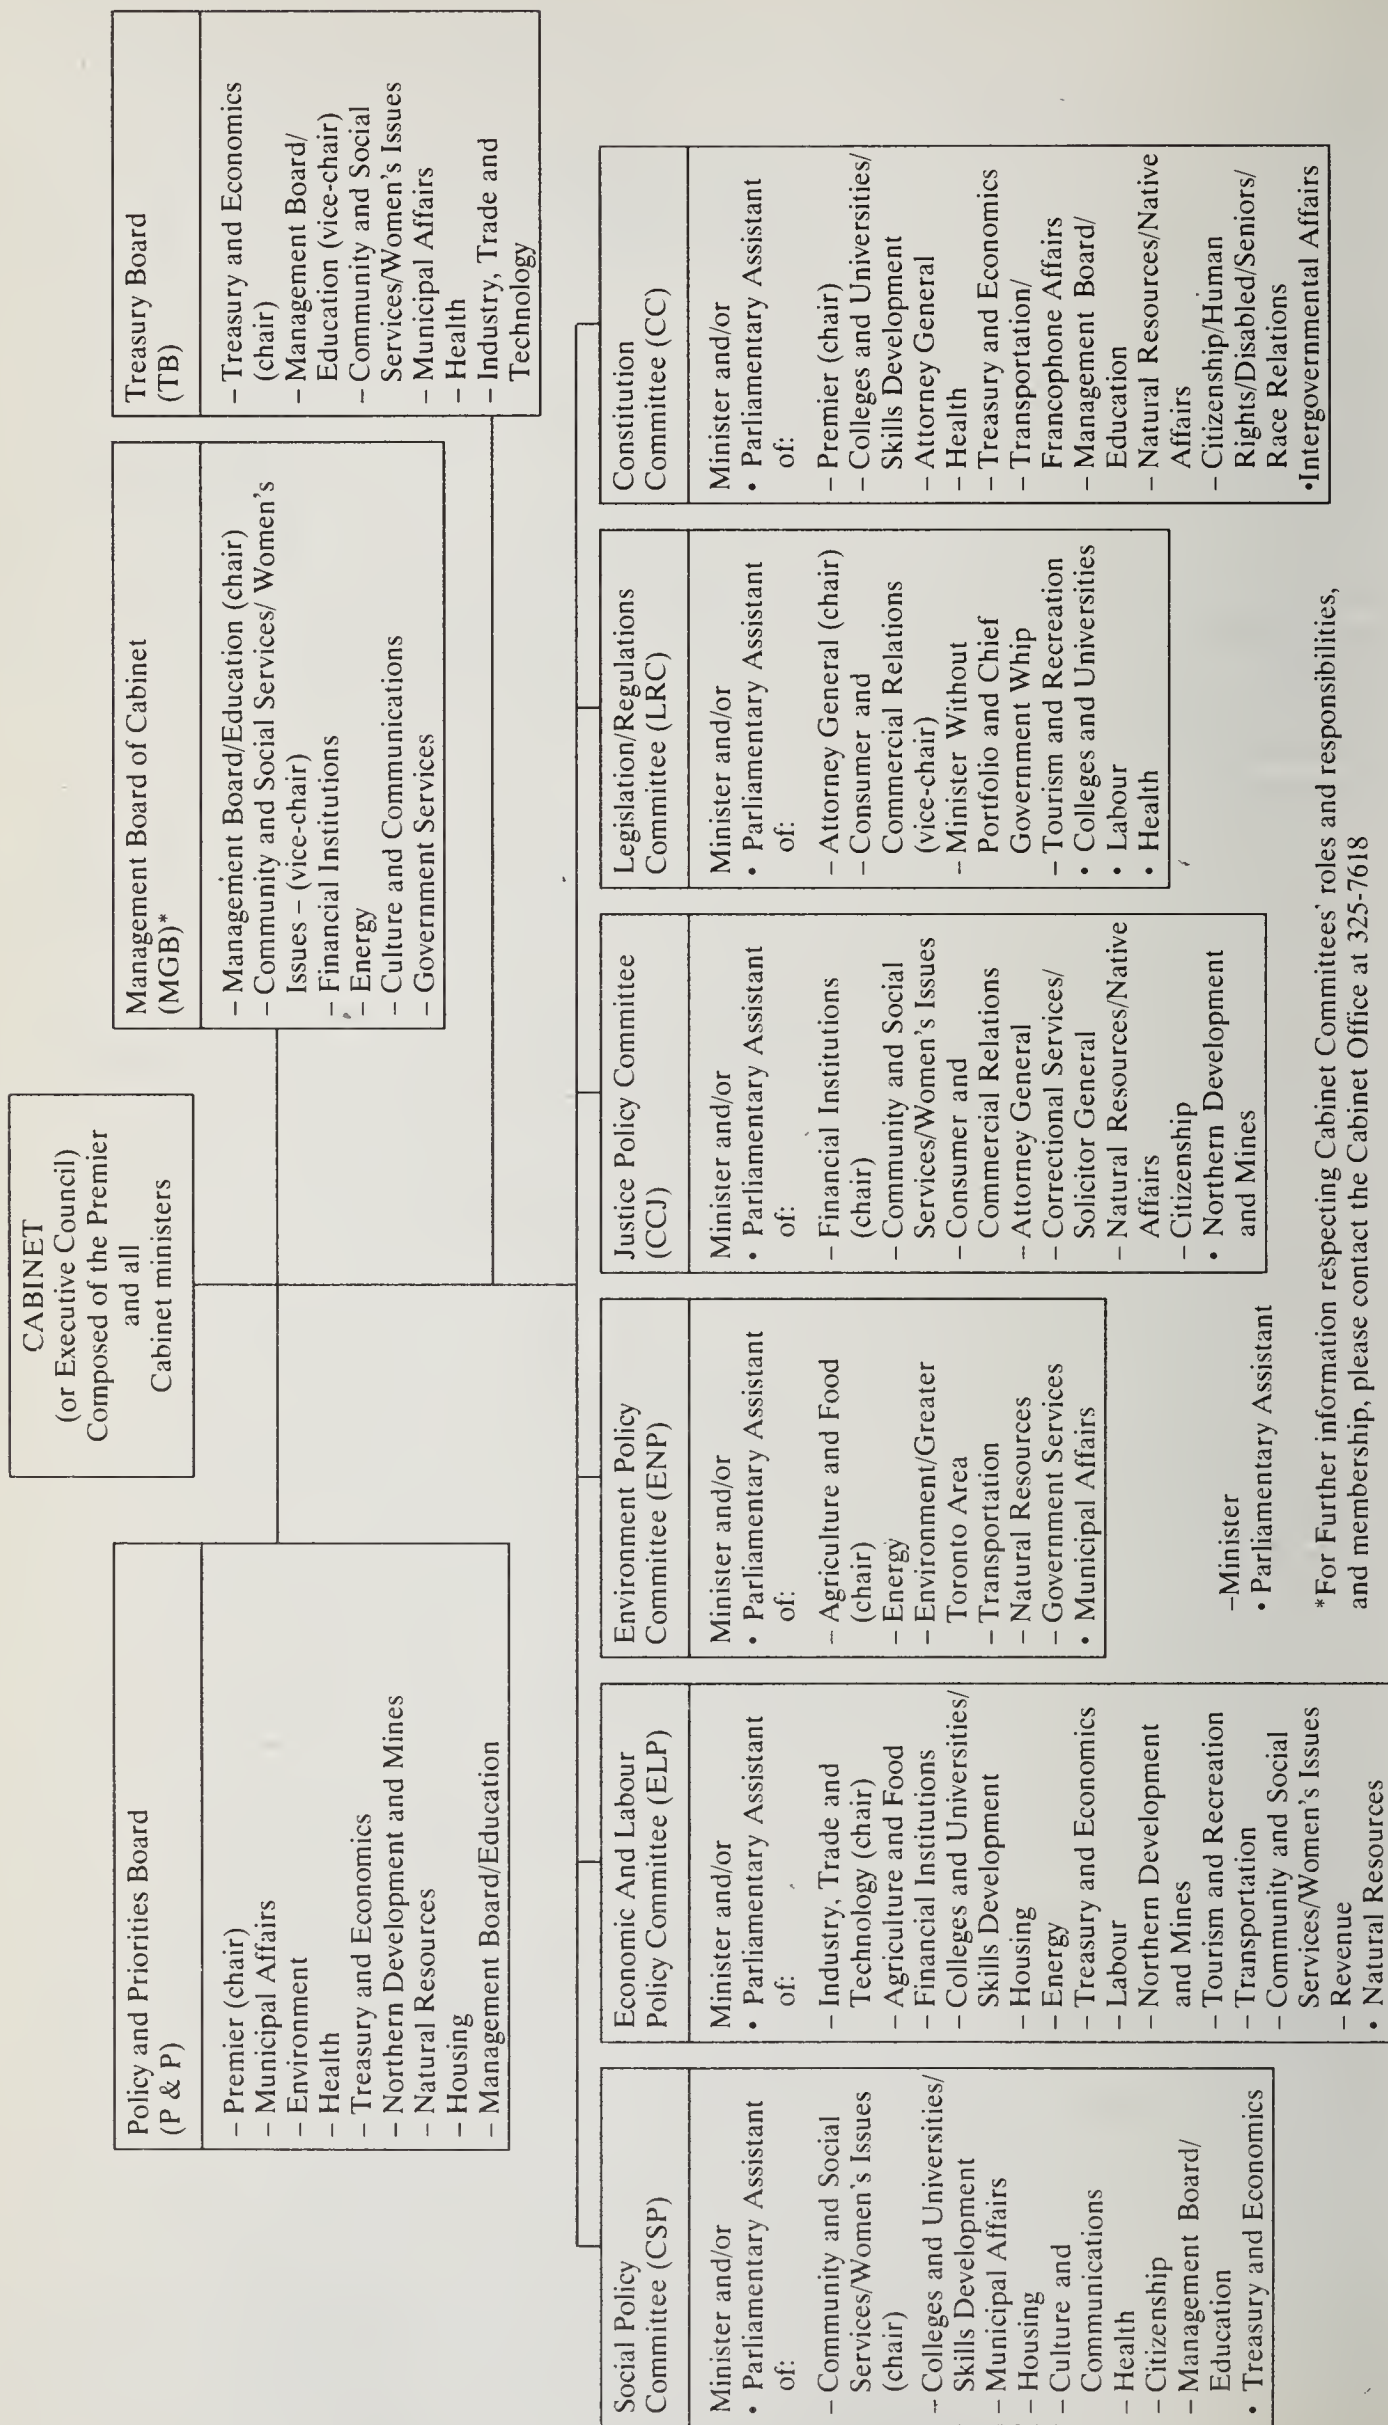 CABINET
(or Executive Council)
Composed of the Premier
and all
Cabinet ministers
Policy and Priorities Board
(P & P)
– Premier (chair)
– Municipal Affairs
– Environment
– Health
– Treasury and Economics
– Northern Development and Mines
– Natural Resources
– Housing
– Management Board/Education
Management Board of Cabinet
(MGB)*
– Management Board/Education (chair)
– Community and Social Services/ Women's
Issues – (vice-chair)
– Financial Institutions
– Energy
– Culture and Communications
– Government Services
Treasury Board
(TB)
– Treasury and Economics
(chair)
– Management Board/
Education (vice-chair)
– Community and Social
Services/Women's Issues
– Municipal Affairs
– Health
– Industry, Trade and
Technology
Social Policy
Committee (CSP)
Minister and/or
• Parliamentary Assistant
of:
– Community and Social
Services/Women's Issues
(chair)
– Colleges and Universities/
Skills Development
– Municipal Affairs
– Housing
– Culture and
Communications
– Health
– Citizenship
– Management Board/
Education
• Treasury and Economics
Economic And Labour
Policy Committee (ELP)
Minister and/or
• Parliamentary Assistant
of:
– Industry, Trade and
Technology (chair)
– Agriculture and Food
– Financial Institutions
– Colleges and Universities/
Skills Development
– Housing
– Energy
– Treasury and Economics
– Labour
– Northern Development
and Mines
– Tourism and Recreation
– Transportation
– Community and Social
Services/Women's Issues
– Revenue
• Natural Resources
Environment Policy
Committee (ENP)
Minister and/or
• Parliamentary Assistant
of:
– Agriculture and Food
(chair)
– Energy
– Environment/Greater
Toronto Area
– Transportation
– Natural Resources
– Government Services
• Municipal Affairs
Justice Policy Committee
(CCJ)
Minister and/or
• Parliamentary Assistant
of:
– Financial Institutions
(chair)
– Community and Social
Services/Women's Issues
– Consumer and
Commercial Relations
– Attorney General
– Correctional Services/
Solicitor General
– Natural Resources/Native
Affairs
– Citizenship
• Northern Development
and Mines
Legislation/Regulations
Committee (LRC)
Minister and/or
• Parliamentary Assistant
of:
– Attorney General (chair)
– Consumer and
Commercial Relations
(vice-chair)
– Minister Without
Portfolio and Chief
Government Whip
– Tourism and Recreation
• Colleges and Universities
• Labour
• Health
Constitution
Committee (CC)
Minister and/or
• Parliamentary Assistant
of:
– Premier (chair)
– Colleges and Universities/
Skills Development
– Attorney General
– Health
– Treasury and Economics
– Transportation/
Francophone Affairs
– Management Board/
Education
– Natural Resources/Native
Affairs
– Citizenship/Human
Rights/Disabled/Seniors/
Race Relations
•Intergovernmental Affairs
–Minister
• Parliamentary Assistant
*For Further information respecting Cabinet Committees' roles and responsibilities,
and membership, please contact the Cabinet Office at 325-7618